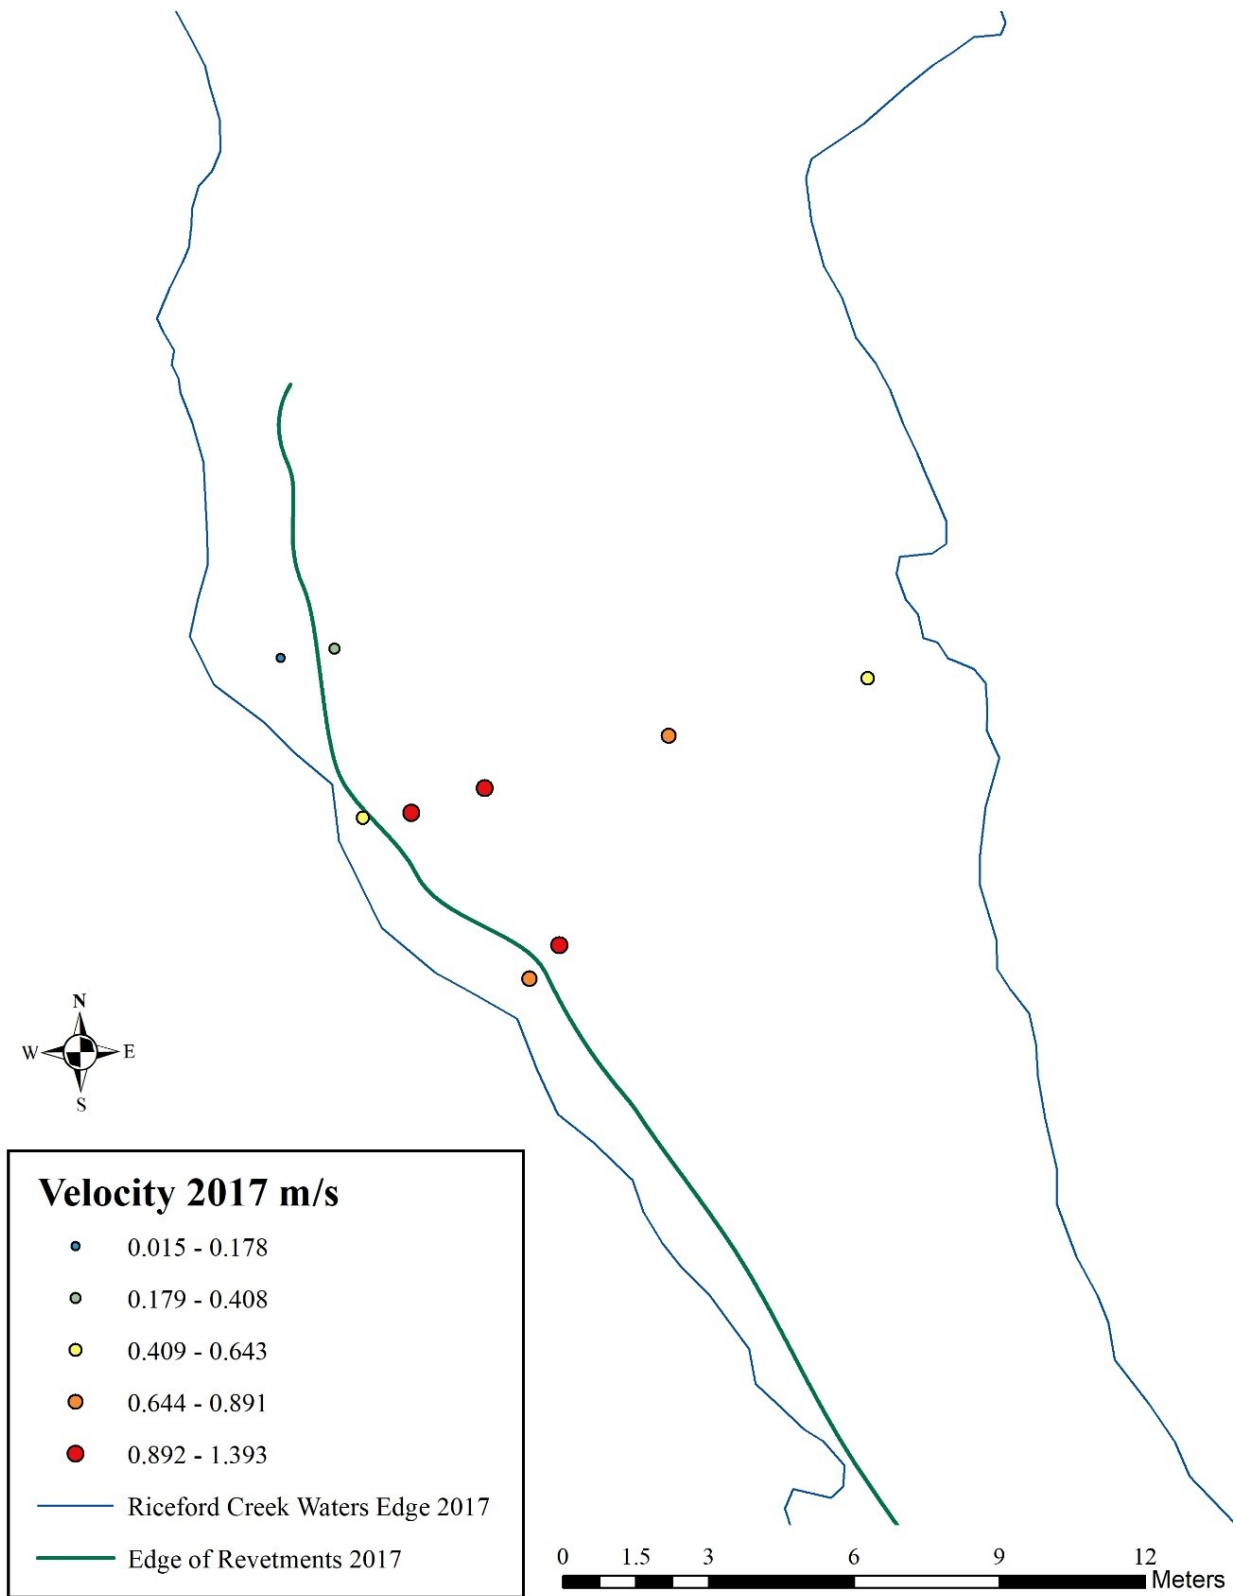 N
W E
S
Velocity 2017 m/s
0.015 - 0.178
0.179 - 0.408
0.409 - 0.643
0.644 - 0.891
0.892 - 1.393
Riceford Creek Waters Edge 2017
Edge of Revetments 2017
0 1.5 3 6 9 12
Meters